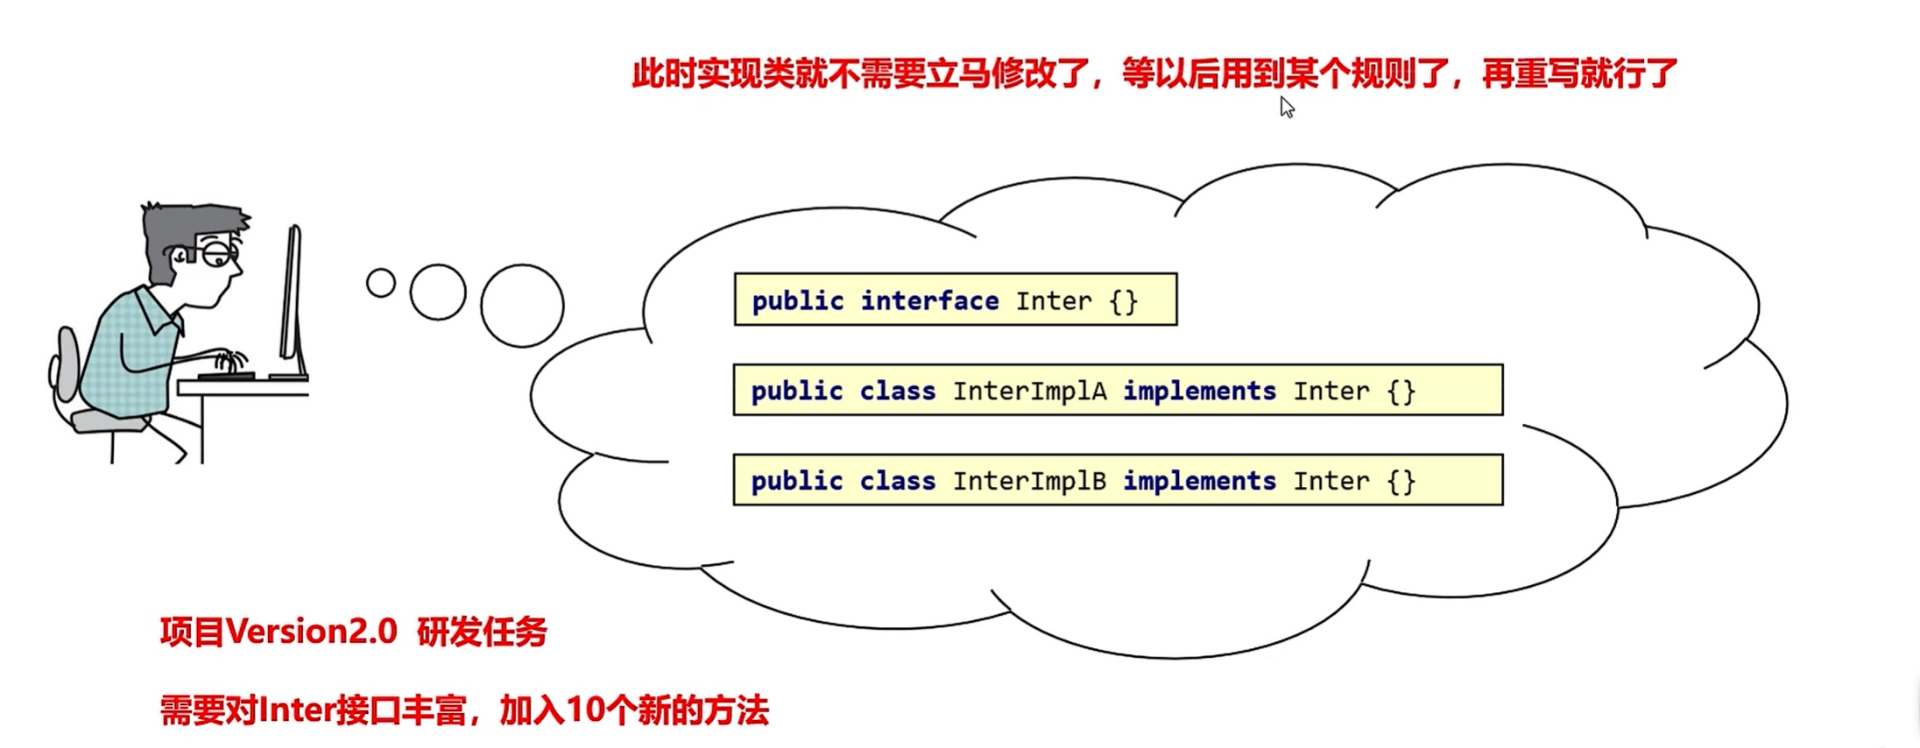 此时实现类就不需要立马修改了，等以后用到某个规则了，再重写就行了
public interface Inter {}
public class InterImplA implements Inter {}
public class InterImplB implements Inter {}
项目Version2.0 研发任务
需要对Inter接口丰富，加入10个新的方法